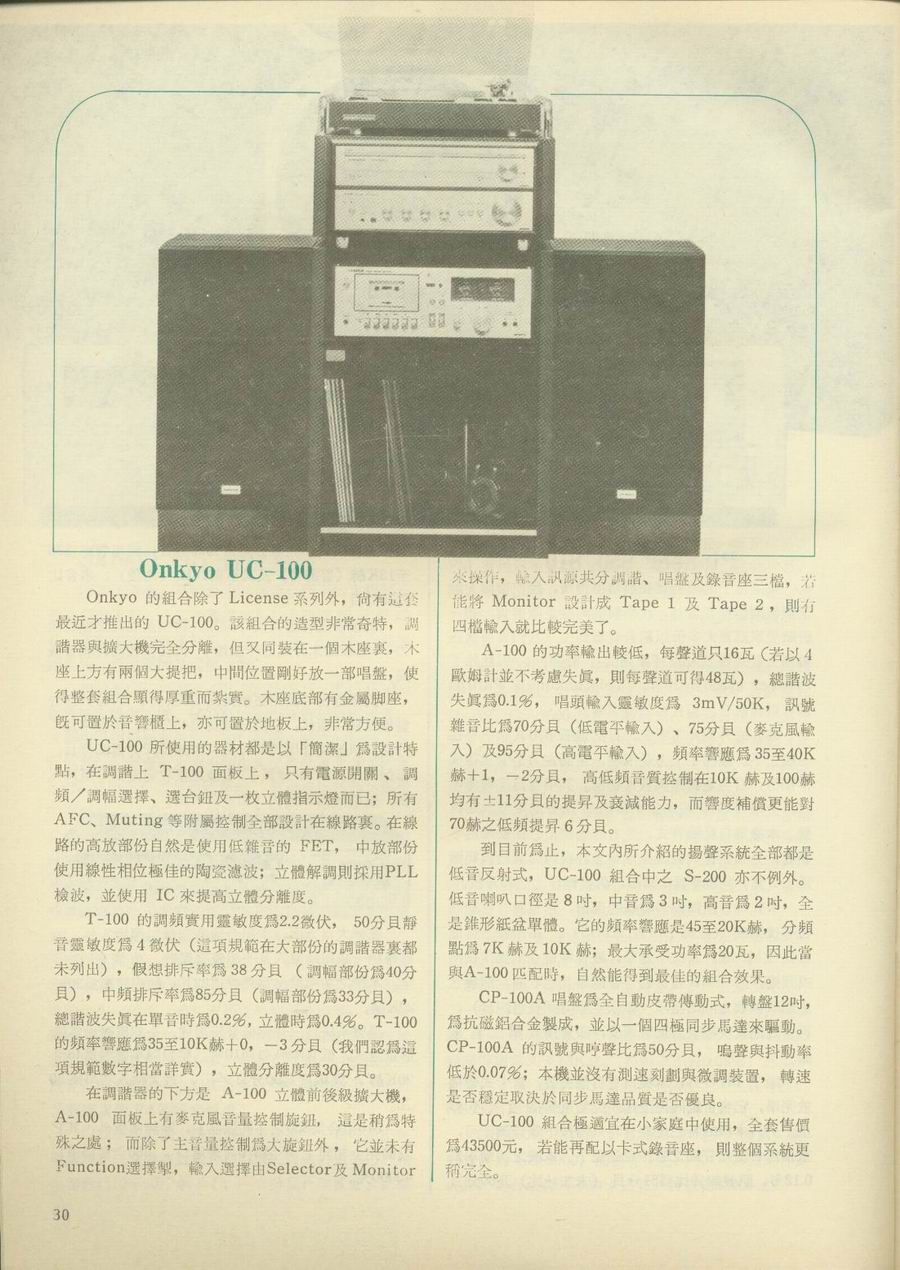 Onkyo UC-100
Onkyo 的組合除了 License 系列外，尙有這套
最近才推出的 UC-100。該組合的造型非常奇特，調
諧器與擴大機完全分離，但又同裝在一個木座裏，木
座上方有兩個大提把，中間位置剛好放一部唱盤，使
得整套組合顯得厚重而紮實。木座底部有金屬脚座，
旣可置於音響櫃上，亦可置於地板上，非常方便。
UC-100 所使用的器材都是以「簡潔」爲設計特
點，在調諧上 T-100 面板上，只有電源開關、調
頻／調幅選擇、選台鈕及一枚立體指示燈而已；所有
AFC、Muting 等附屬控制全部設計在線路裏。在線
路的高放部份自然是使用低雜音的 FET，中放部份
使用線性相位極佳的陶瓷濾波；立體解調則採用PLL
檢波，並使用 IC 來提高立體分離度。
T-100 的調頻實用靈敏度爲2.2微伏，50分貝靜
音靈敏度爲 4 微伏（這項規範在大部份的調諧器裏都
未列出），假想排斥率爲 38 分貝（調幅部份爲40分
貝），中頻排斥率爲85分貝（調幅部份爲33分貝），
總諧波失眞在單音時爲0.2%，立體時爲0.4%。T-100
的頻率響應爲35至10K赫+0，－3 分貝（我們認爲這
項規範數字相當詳實），立體分離度爲30分貝。
在調諧器的下方是 A-100 立體前後級擴大機，
A-100 面板上有麥克風音量控制旋鈕，這是稍爲特
殊之處；而除了主音量控制爲大旋鈕外，它並未有
Function選擇掣，輸入選擇由Selector及 Monitor
來操作，輸入訊源共分調諧、唱盤及錄音座三檔，若
能將 Monitor 設計成 Tape 1 及 Tape 2，則有
四檔輸入就比較完美了。
A-100 的功率輸出較低，每聲道只16瓦（若以 4
歐姆計並不考慮失眞，則每聲道可得48瓦），總諧波
失眞爲0.1%，唱頭輸入靈敏度爲 3mV/50K，訊號
雜音比爲70分貝（低電平輸入）、75分貝（麥克風輸
入）及95分貝（高電平輸入），頻率響應爲 35至40K
赫+1，－2分貝，高低頻音質控制在10K 赫及100赫
均有±11分貝的提昇及衰減能力，而響度補償更能對
70赫之低頻提昇 6 分貝。
到目前爲止，本文內所介紹的揚聲系統全部都是
低音反射式，UC-100 組合中之 S-200 亦不例外。
低音喇叭口徑是 8 吋，中音爲 3 吋，高音爲 2 吋，全
是錐形紙盆單體。它的頻率響應是45至20K赫，分頻
點爲 7K 赫及 10K 赫；最大承受功率爲20瓦，因此當
與A-100 匹配時，自然能得到最佳的組合效果。
CP-100A 唱盤爲全自動皮帶傳動式，轉盤12吋，
爲抗磁鋁合金製成，並以一個四極同步馬達來驅動。
CP-100A 的訊號與哼聲比爲50分貝，嗚聲與抖動率
低於0.07%；本機並沒有測速刻劃與微調裝置，轉速
是否穩定取決於同步馬達品質是否優良。
UC-100 組合極適宜在小家庭中使用，全套售價
爲43500元，若能再配以卡式錄音座，則整個系統更
稱完全。
30